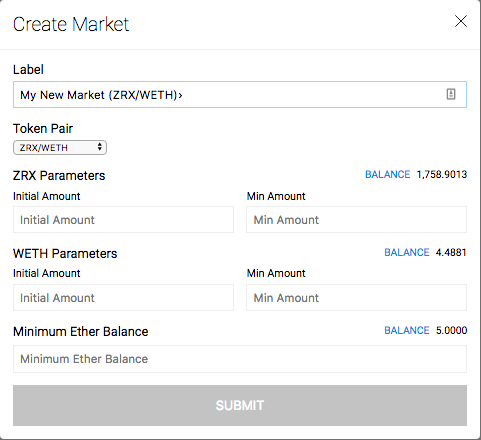 Create Market
Label
My New Market (ZRX/WETH)›
Token Pair
ZRX/WETH
ZRX Parameters BALANCE 1,758.9013
Initial Amount Min Amount
Initial Amount Min Amount
WETH Parameters BALANCE 4.4881
Initial Amount Min Amount
Initial Amount Min Amount
Minimum Ether Balance BALANCE 5.0000
Minimum Ether Balance
SUBMIT